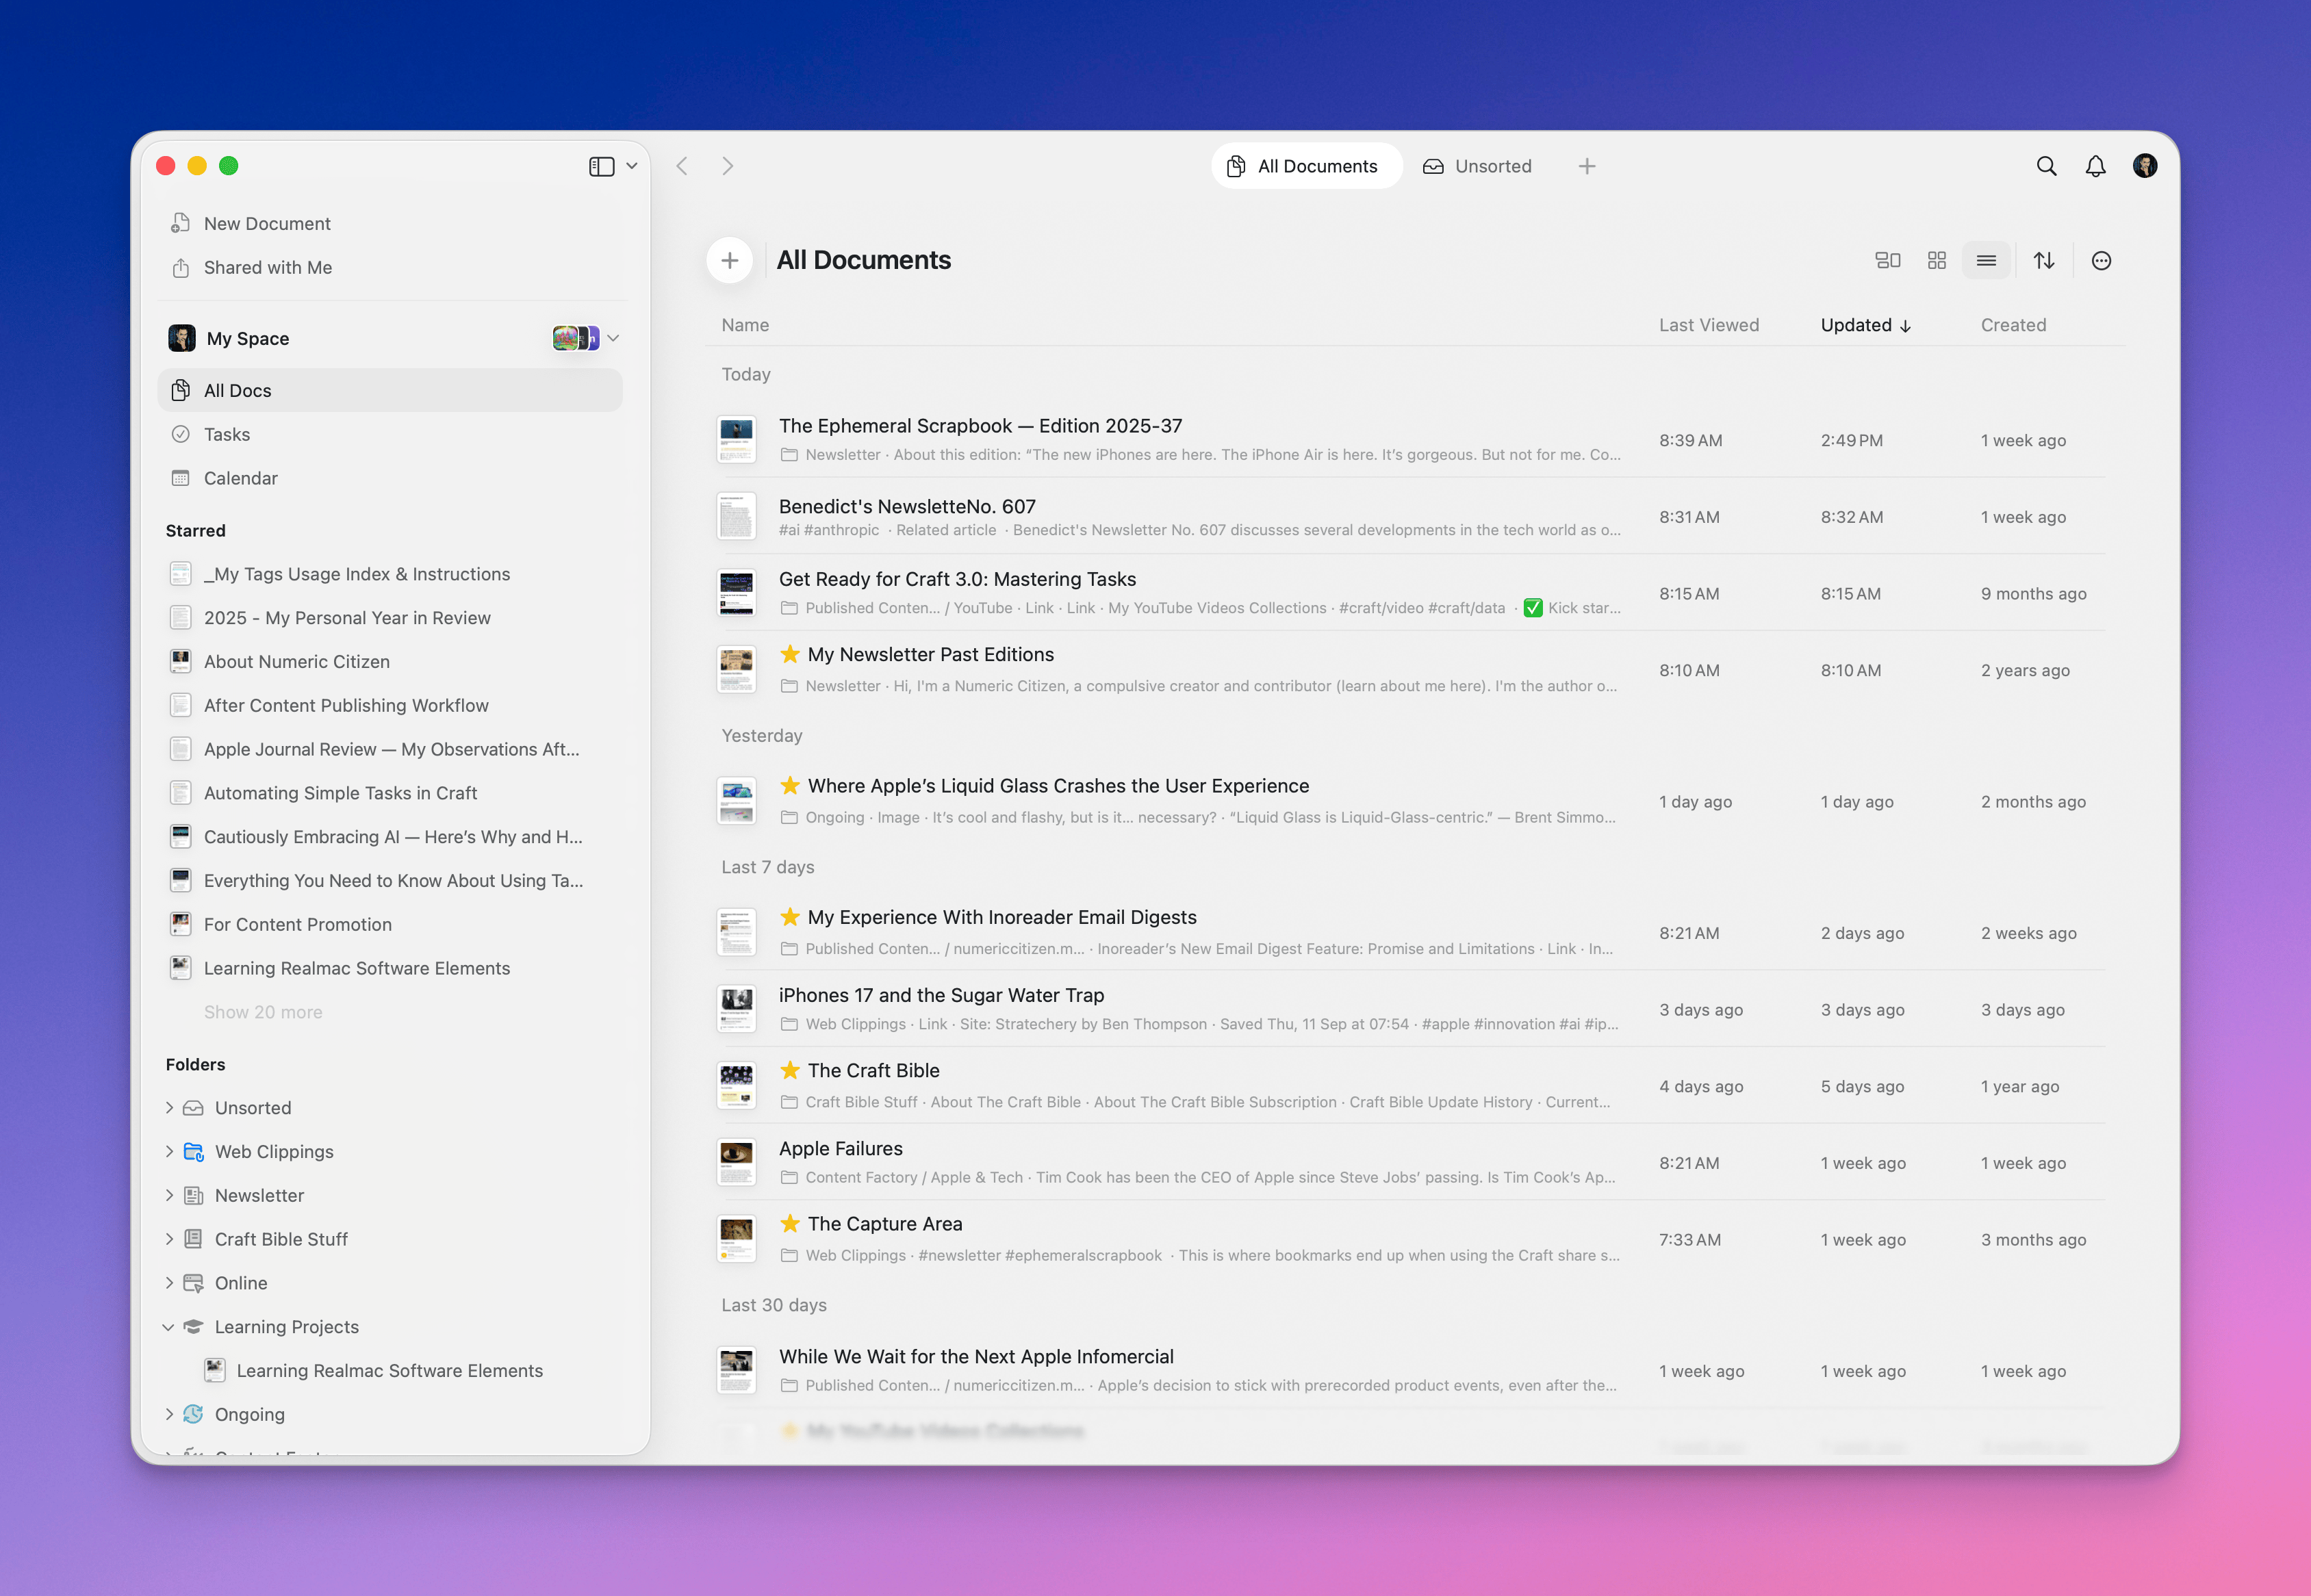 All Documents
Unsorted
New Document
Shared with Me
My Space
All Docs
Tasks
Calendar
Starred
_My Tags Usage Index & Instructions
2025 - My Personal Year in Review
About Numeric Citizen
After Content Publishing Workflow
Apple Journal Review — My Observations Aft...
Automating Simple Tasks in Craft
Cautiously Embracing AI — Here’s Why and H...
Everything You Need to Know About Using Ta...
For Content Promotion
Learning Realmac Software Elements
Show 20 more
Folders
Unsorted
Web Clippings
Newsletter
Craft Bible Stuff
Online
Learning Projects
Learning Realmac Software Elements
Ongoing
All Documents
Name Last Viewed Updated ↓ Created
Today
The Ephemeral Scrapbook — Edition 2025-37
Newsletter · About this edition: “The new iPhones are here. The iPhone Air is here. It’s gorgeous. But not for me. Co...
8:39 AM 2:49 PM 1 week ago
Benedict's NewsletteNo. 607
#ai #anthropic · Related article · Benedict's Newsletter No. 607 discusses several developments in the tech world as o...
8:31 AM 8:32 AM 1 week ago
Get Ready for Craft 3.0: Mastering Tasks
Published Conten... / YouTube · Link · Link · My YouTube Videos Collections · #craft/video #craft/data · ✅ Kick star...
8:15 AM 8:15 AM 9 months ago
⭐ My Newsletter Past Editions
Newsletter · Hi, I'm a Numeric Citizen, a compulsive creator and contributor (learn about me here). I'm the author o...
8:10 AM 8:10 AM 2 years ago
Yesterday
⭐ Where Apple’s Liquid Glass Crashes the User Experience
Ongoing · Image · It’s cool and flashy, but is it... necessary? · “Liquid Glass is Liquid-Glass-centric.” — Brent Simmo...
1 day ago 1 day ago 2 months ago
Last 7 days
⭐ My Experience With Inoreader Email Digests
Published Conten... / numericcitizen.m... · Inoreader’s New Email Digest Feature: Promise and Limitations · Link · In...
8:21 AM 2 days ago 2 weeks ago
iPhones 17 and the Sugar Water Trap
Web Clippings · Link · Site: Stratechery by Ben Thompson · Saved Thu, 11 Sep at 07:54 · #apple #innovation #ai #ip...
3 days ago 3 days ago 3 days ago
⭐ The Craft Bible
Craft Bible Stuff · About The Craft Bible · About The Craft Bible Subscription · Craft Bible Update History · Current...
4 days ago 5 days ago 1 year ago
Apple Failures
Content Factory / Apple & Tech · Tim Cook has been the CEO of Apple since Steve Jobs’ passing. Is Tim Cook’s Ap...
8:21 AM 1 week ago 1 week ago
⭐ The Capture Area
Web Clippings · #newsletter #ephemeralscrapbook · This is where bookmarks end up when using the Craft share s...
7:33 AM 1 week ago 3 months ago
Last 30 days
While We Wait for the Next Apple Infomercial
Published Conten... / numericcitizen.m... · Apple’s decision to stick with prerecorded product events, even after the...
1 week ago 1 week ago 1 week ago
⭐ My YouTube Videos Collections